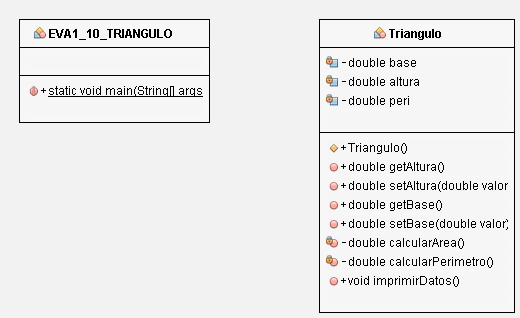 EVA1_10_TRIANGULO
+ static void main(String[] args
Triangulo
- double base
- double altura
- double peri
+ Triangulo()
+ double getAltura()
+ double setAltura(double valor
+ double getBase()
+ double setBase(double valor)
- double calcularArea()
- double calcularPerimetro()
+ void imprimirDatos()